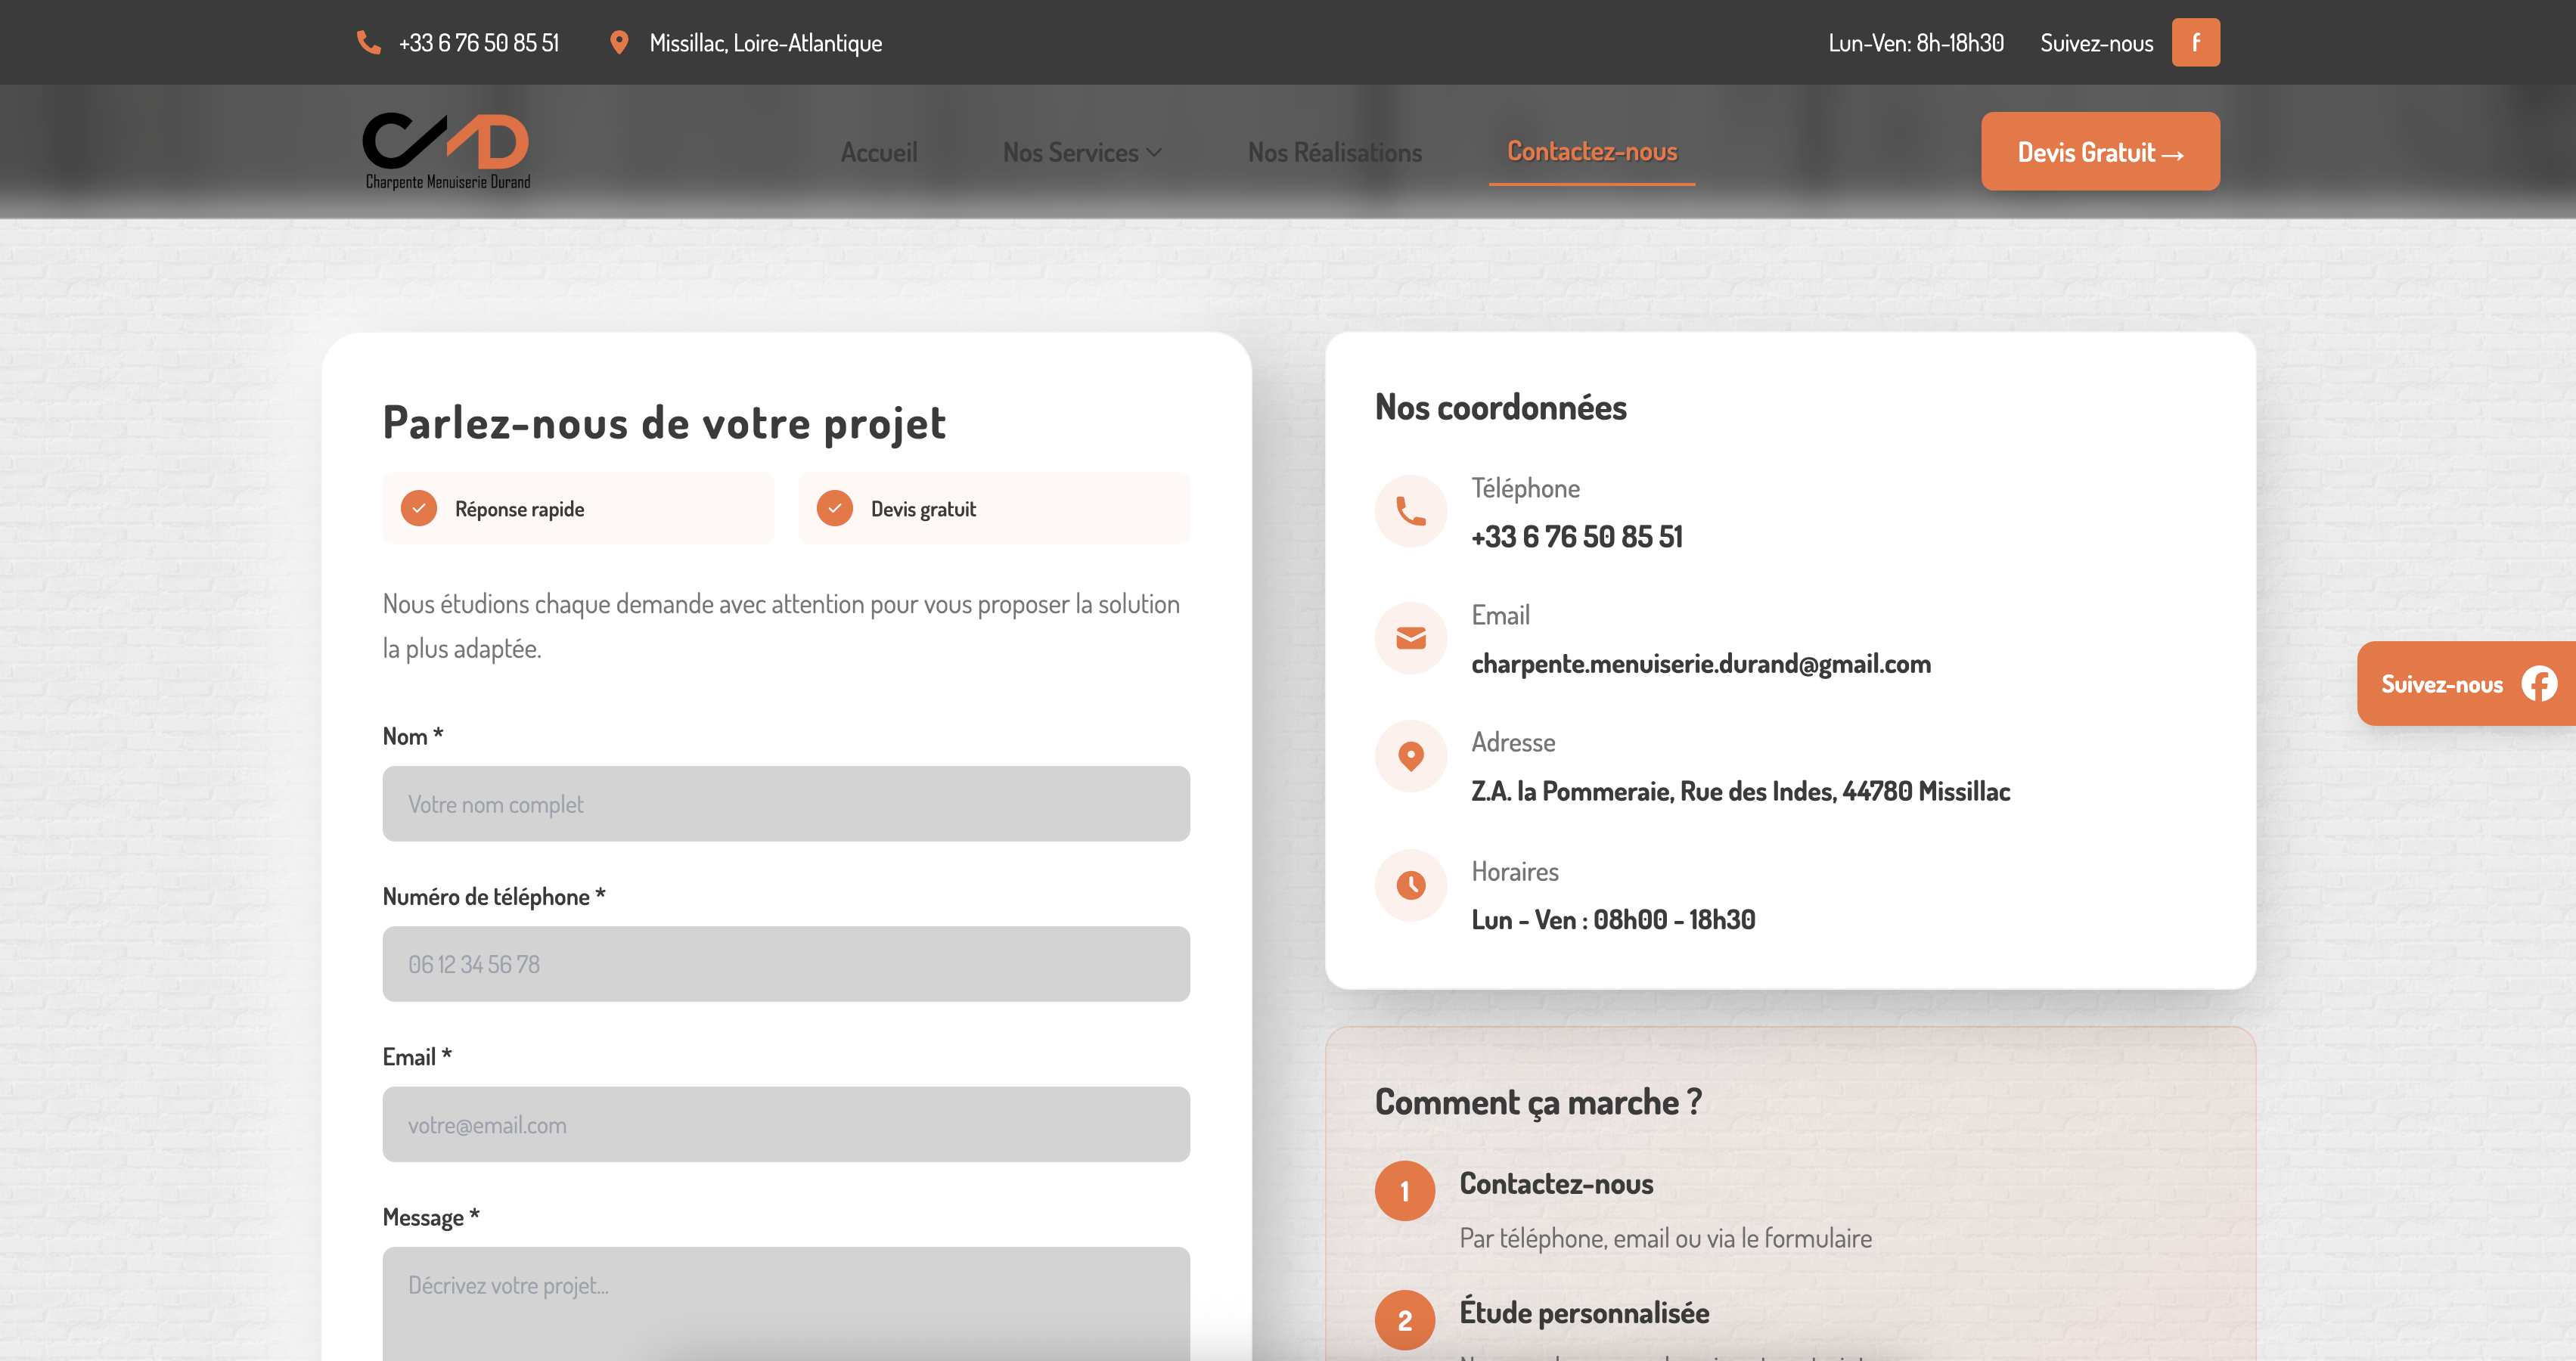 +33 6 76 50 85 51
Missillac, Loire-Atlantique
Lun-Ven: 8h-18h30
Suivez-nous
f
CMD
Charpente Menuiserie Durand
Accueil
Nos Services
Nos Réalisations
Contactez-nous
Devis Gratuit →
Parlez-nous de votre projet
Réponse rapide
Devis gratuit
Nous étudions chaque demande avec attention pour vous proposer la solution
la plus adaptée.
Nom *
Votre nom complet
Numéro de téléphone *
06 12 34 56 78
Email *
votre@email.com
Message *
Décrivez votre projet...
Nos coordonnées
Téléphone
+33 6 76 50 85 51
Email
charpente.menuiserie.durand@gmail.com
Adresse
Z.A. la Pommeraie, Rue des Indes, 44780 Missillac
Horaires
Lun - Ven : 08h00 - 18h30
Suivez-nous
Comment ça marche ?
1
Contactez-nous
Par téléphone, email ou via le formulaire
2
Étude personnalisée